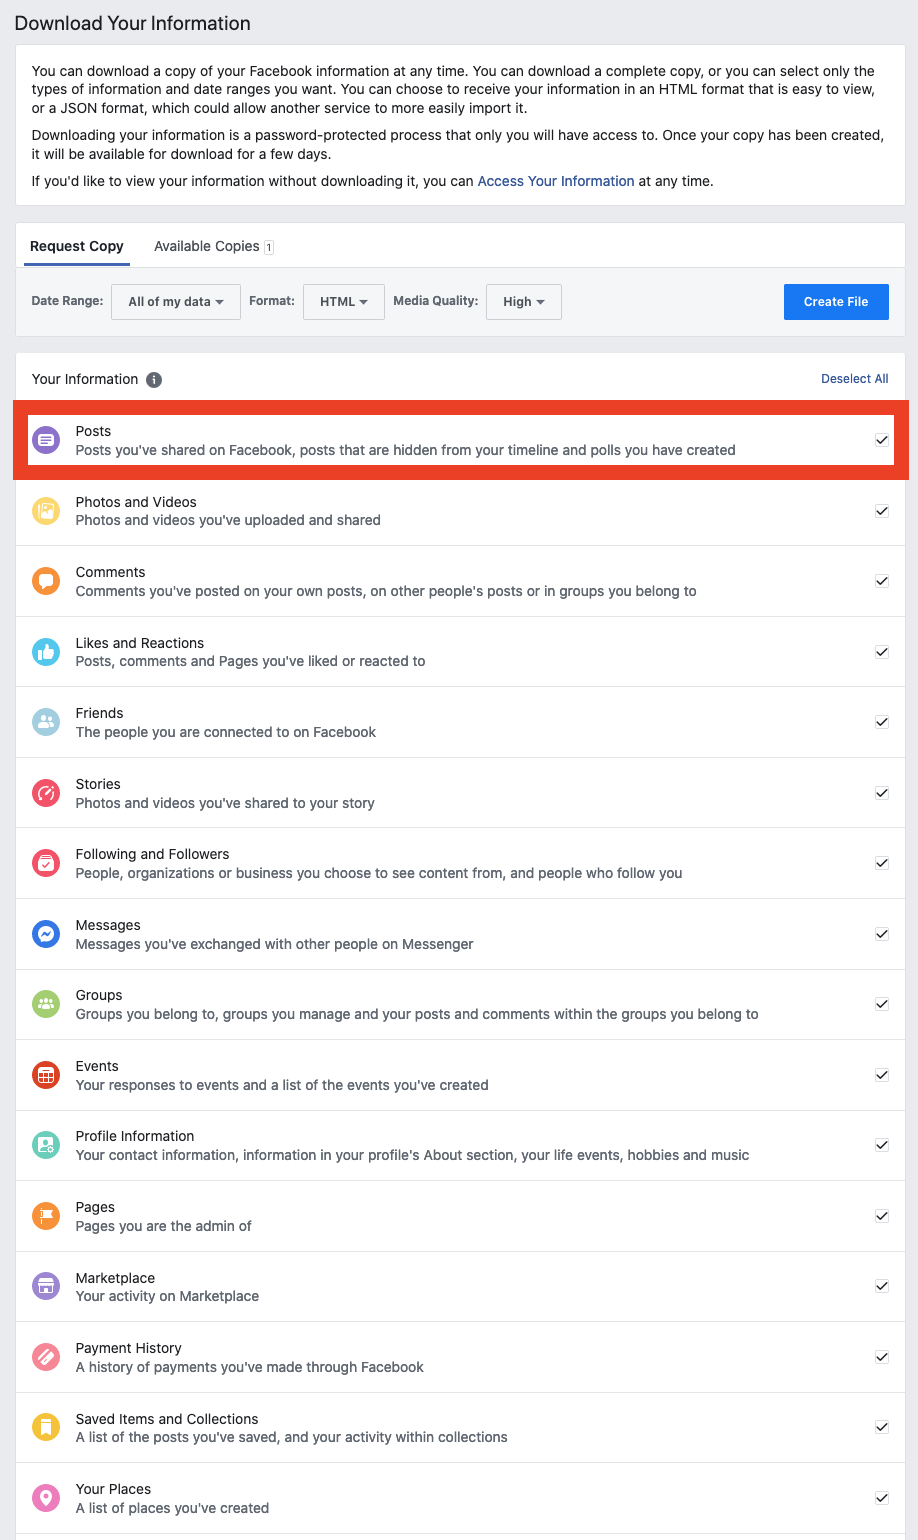 Download Your Information
You can download a copy of your Facebook information at any time. You can download a complete copy, or you can select only the
types of information and date ranges you want. You can choose to receive your information in an HTML format that is easy to view,
or a JSON format, which could allow another service to more easily import it.
Downloading your information is a password-protected process that only you will have access to. Once your copy has been created,
it will be available for download for a few days.
If you'd like to view your information without downloading it, you can Access Your Information at any time.
Request Copy Available Copies 1
Date Range: All of my data Format: HTML Media Quality: High Create File
Your Information Deselect All
Posts
Posts you've shared on Facebook, posts that are hidden from your timeline and polls you have created
Photos and Videos
Photos and videos you've uploaded and shared
Comments
Comments you've posted on your own posts, on other people's posts or in groups you belong to
Likes and Reactions
Posts, comments and Pages you've liked or reacted to
Friends
The people you are connected to on Facebook
Stories
Photos and videos you've shared to your story
Following and Followers
People, organizations or business you choose to see content from, and people who follow you
Messages
Messages you've exchanged with other people on Messenger
Groups
Groups you belong to, groups you manage and your posts and comments within the groups you belong to
Events
Your responses to events and a list of the events you've created
Profile Information
Your contact information, information in your profile's About section, your life events, hobbies and music
Pages
Pages you are the admin of
Marketplace
Your activity on Marketplace
Payment History
A history of payments you've made through Facebook
Saved Items and Collections
A list of the posts you've saved, and your activity within collections
Your Places
A list of places you've created